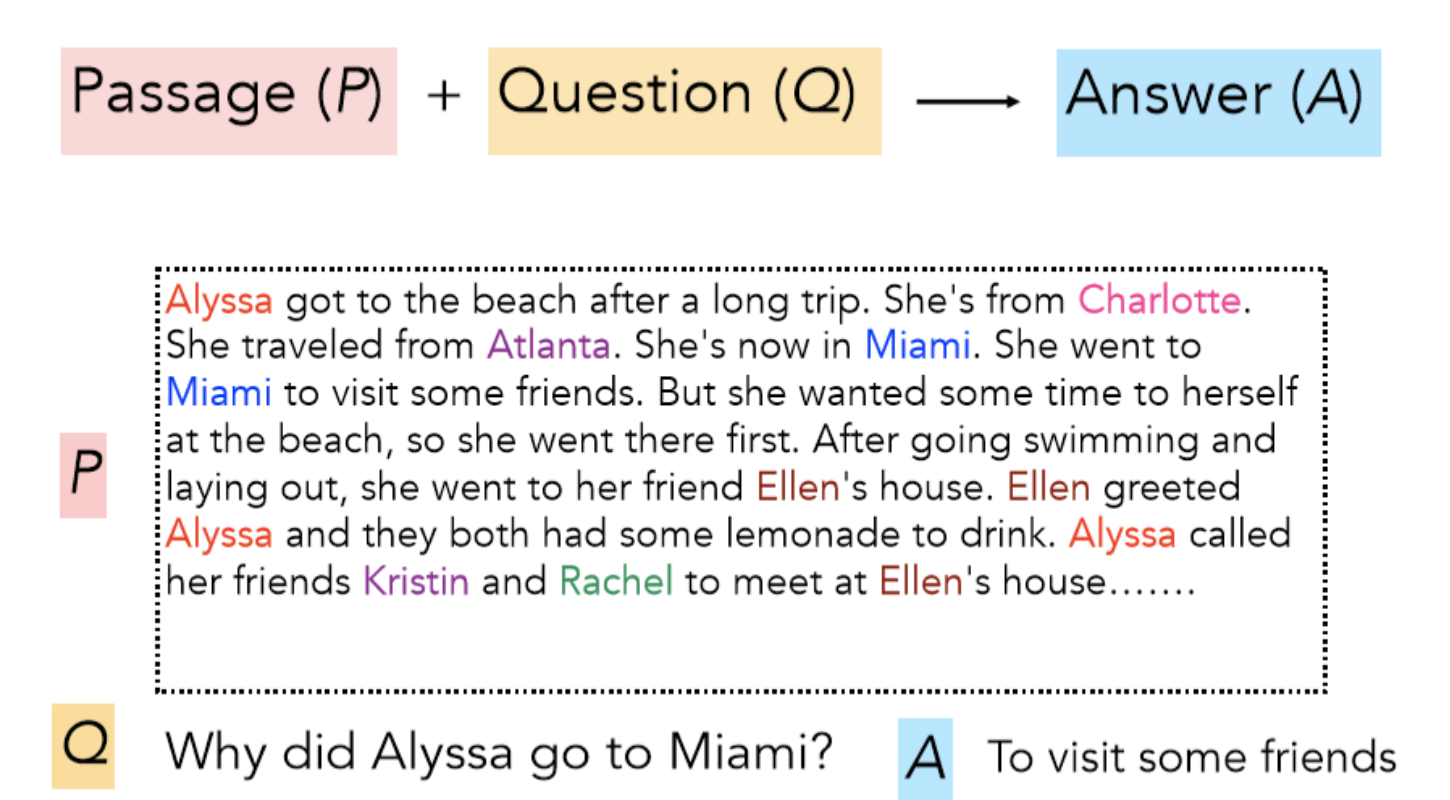 Passage (P) + Question (Q) ⟶ Answer (A)
Alyssa got to the beach after a long trip. She's from Charlotte.
She traveled from Atlanta. She's now in Miami. She went to
Miami to visit some friends. But she wanted some time to herself
at the beach, so she went there first. After going swimming and
laying out, she went to her friend Ellen's house. Ellen greeted
Alyssa and they both had some lemonade to drink. Alyssa called
her friends Kristin and Rachel to meet at Ellen's house.......
P
Q Why did Alyssa go to Miami? A To visit some friends